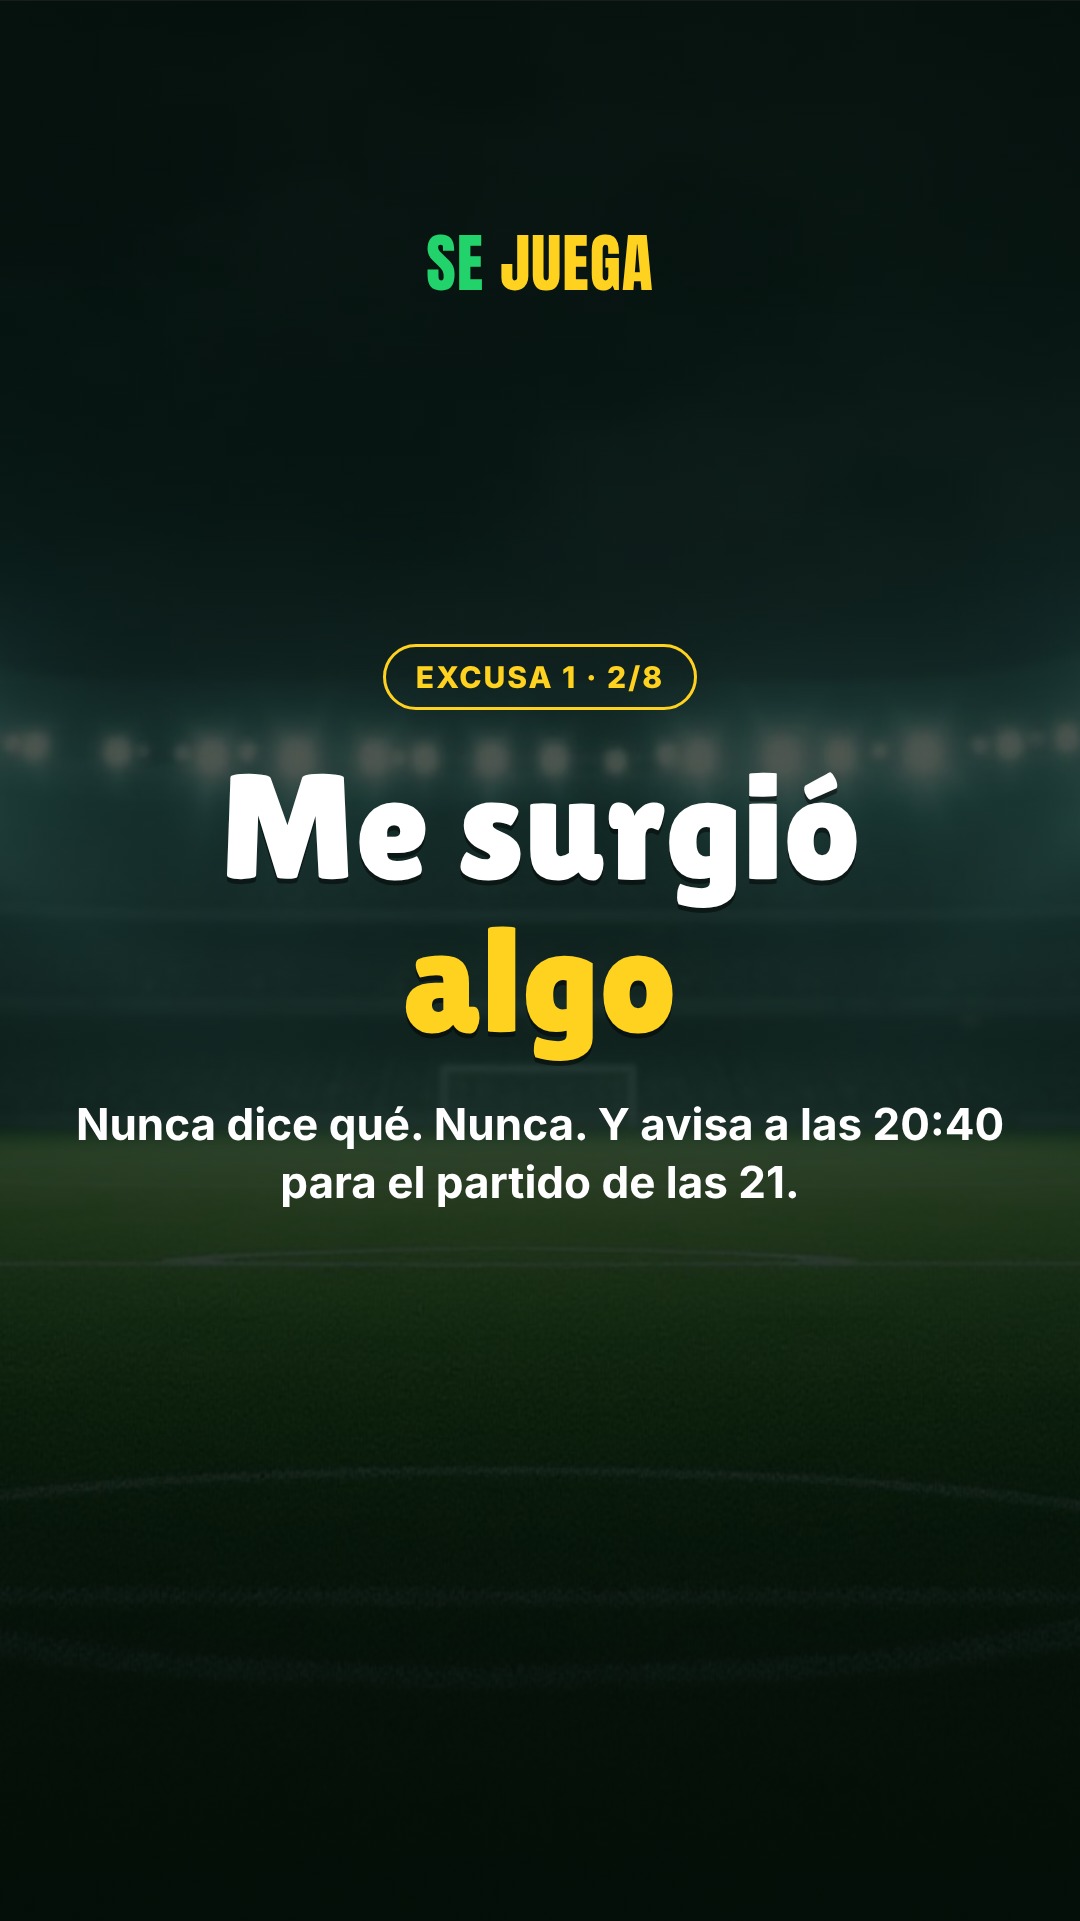 SE JUEGA
EXCUSA 1 · 2/8
Me surgió
algo
Nunca dice qué. Nunca. Y avisa a las 20:40
para el partido de las 21.